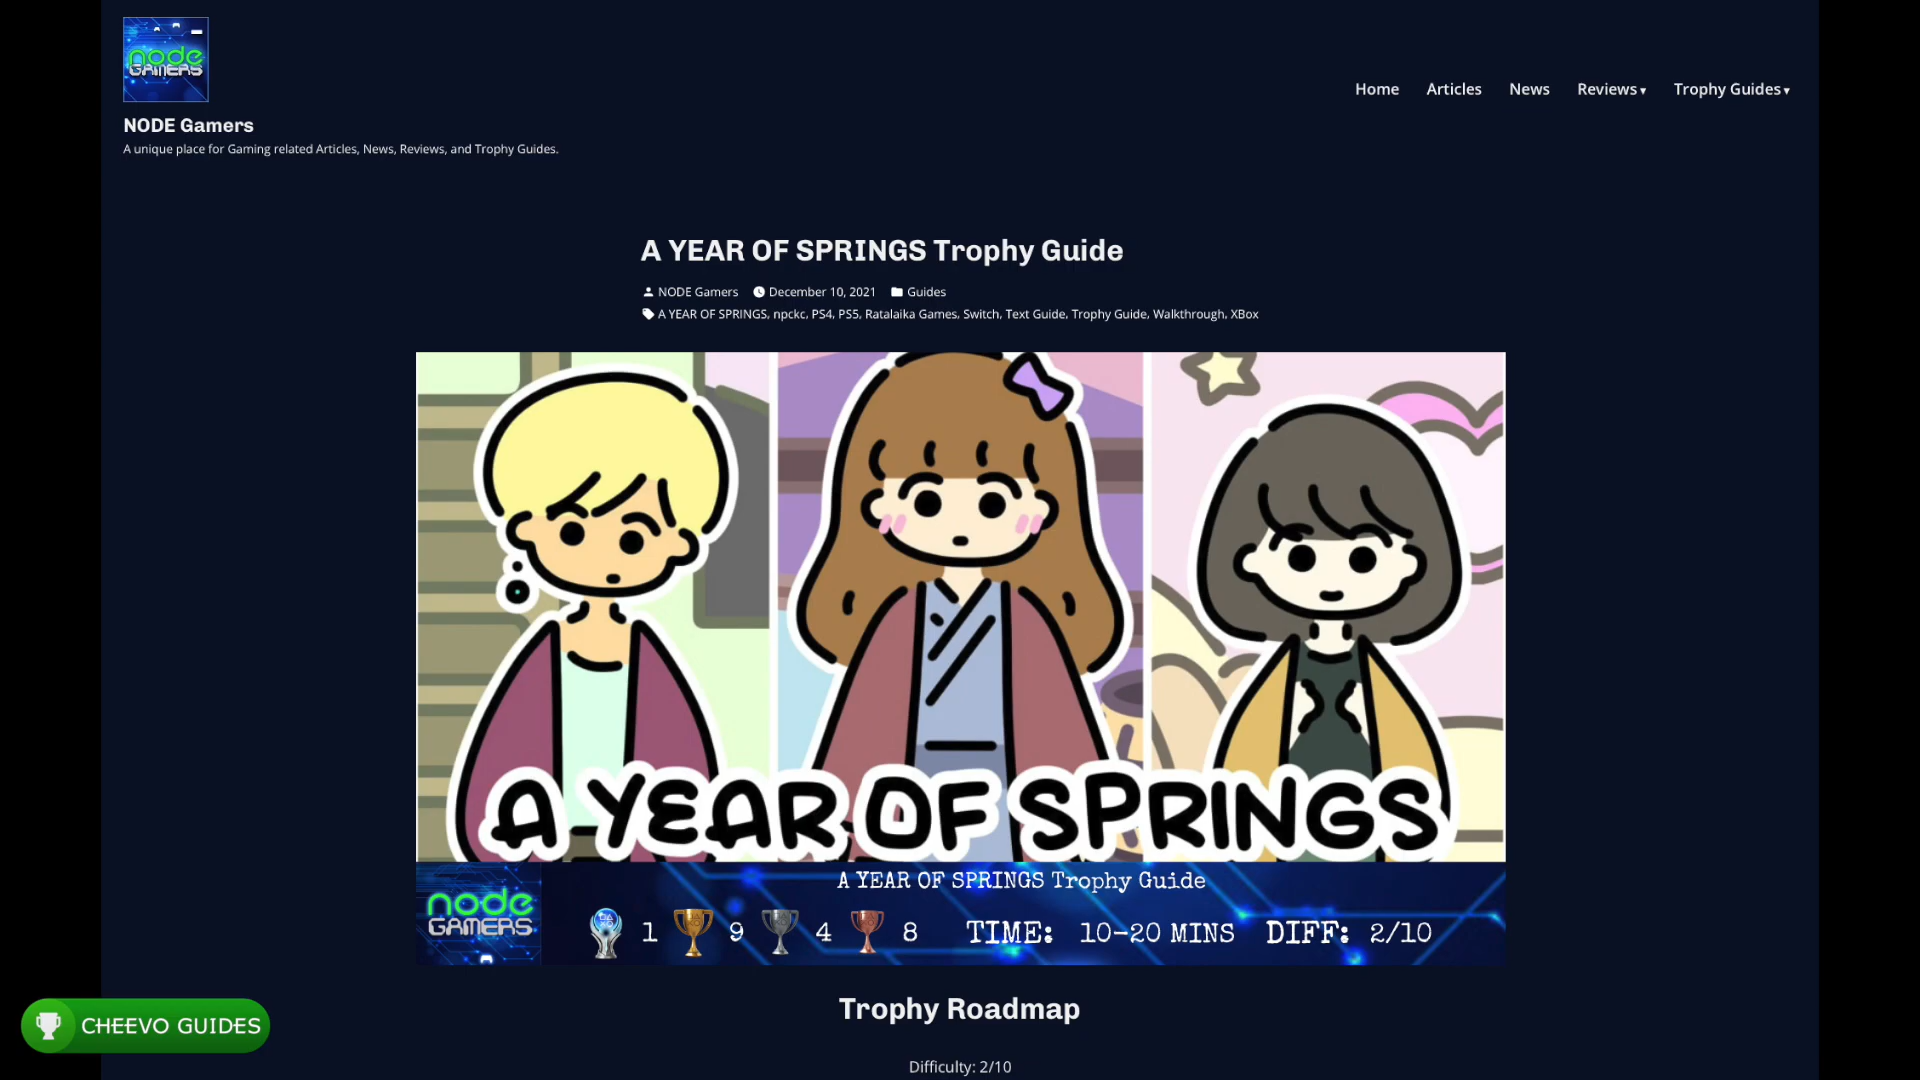 node
GAMERS
NODE Gamers
A unique place for Gaming related Articles, News, Reviews, and Trophy Guides.
Home Articles News Reviews▾ Trophy Guides▾
A YEAR OF SPRINGS Trophy Guide
NODE Gamers December 10, 2021 Guides
A YEAR OF SPRINGS, npckc, PS4, PS5, Ratalaika Games, Switch, Text Guide, Trophy Guide, Walkthrough, XBox
A YEAR OF SPRINGS
A YEAR OF SPRINGS Trophy Guide
node
GAMERS
1 9 4 8 TIME: 10-20 MINS DIFF: 2/10
Trophy Roadmap
CHEEVO GUIDES
Difficulty: 2/10